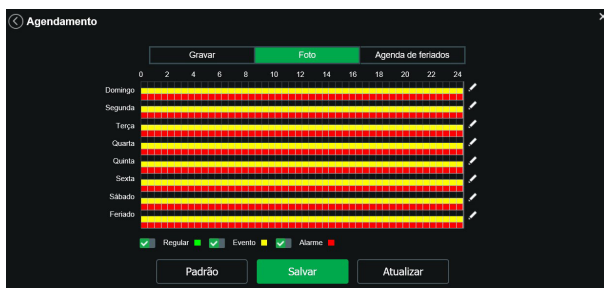 Agendamento
Gravar Foto Agenda de feriados
0 2 4 6 8 10 12 14 16 18 20 22 24
Domingo
Segunda
Terça
Quarta
Quinta
Sexta
Sábado
Feriado
Regular Evento Alarme
Padrão Salvar Atualizar